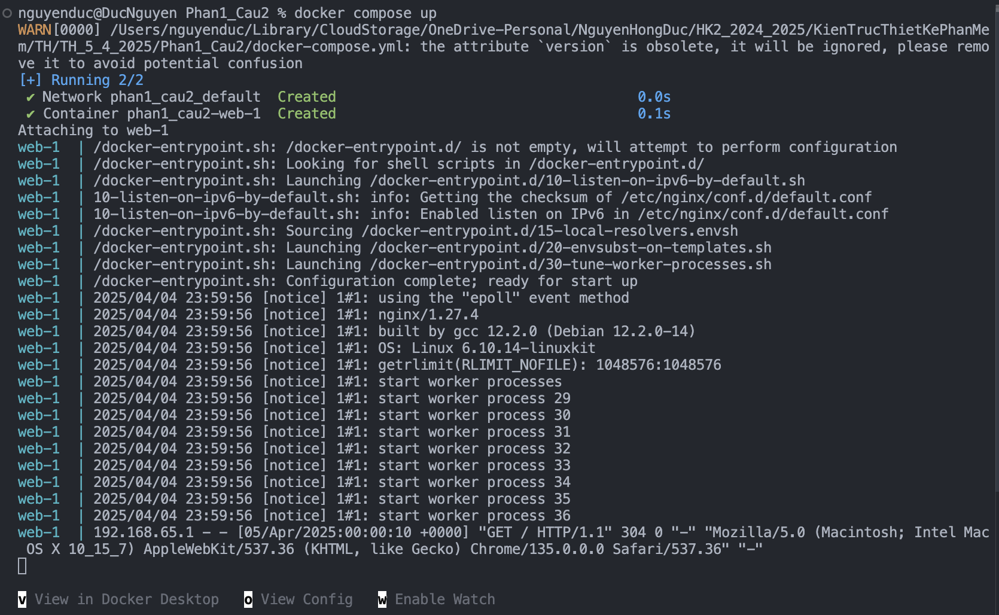 nguyenduc@DucNguyen Phan1_Cau2 % docker compose up
WARN[0000] /Users/nguyenduc/Library/CloudStorage/OneDrive-Personal/NguyenHongDuc/HK2_2024_2025/KienTrucThietKePhanMe
m/TH/TH_5_4_2025/Phan1_Cau2/docker-compose.yml: the attribute `version` is obsolete, it will be ignored, please remo
ve it to avoid potential confusion
[+] Running 2/2
✔ Network phan1_cau2_default  Created  0.0s
✔ Container phan1_cau2-web-1  Created  0.1s
Attaching to web-1
web-1  | /docker-entrypoint.sh: /docker-entrypoint.d/ is not empty, will attempt to perform configuration
web-1  | /docker-entrypoint.sh: Looking for shell scripts in /docker-entrypoint.d/
web-1  | /docker-entrypoint.sh: Launching /docker-entrypoint.d/10-listen-on-ipv6-by-default.sh
web-1  | 10-listen-on-ipv6-by-default.sh: info: Getting the checksum of /etc/nginx/conf.d/default.conf
web-1  | 10-listen-on-ipv6-by-default.sh: info: Enabled listen on IPv6 in /etc/nginx/conf.d/default.conf
web-1  | /docker-entrypoint.sh: Sourcing /docker-entrypoint.d/15-local-resolvers.envsh
web-1  | /docker-entrypoint.sh: Launching /docker-entrypoint.d/20-envsubst-on-templates.sh
web-1  | /docker-entrypoint.sh: Launching /docker-entrypoint.d/30-tune-worker-processes.sh
web-1  | /docker-entrypoint.sh: Configuration complete; ready for start up
web-1  | 2025/04/04 23:59:56 [notice] 1#1: using the "epoll" event method
web-1  | 2025/04/04 23:59:56 [notice] 1#1: nginx/1.27.4
web-1  | 2025/04/04 23:59:56 [notice] 1#1: built by gcc 12.2.0 (Debian 12.2.0-14)
web-1  | 2025/04/04 23:59:56 [notice] 1#1: OS: Linux 6.10.14-linuxkit
web-1  | 2025/04/04 23:59:56 [notice] 1#1: getrlimit(RLIMIT_NOFILE): 1048576:1048576
web-1  | 2025/04/04 23:59:56 [notice] 1#1: start worker processes
web-1  | 2025/04/04 23:59:56 [notice] 1#1: start worker process 29
web-1  | 2025/04/04 23:59:56 [notice] 1#1: start worker process 30
web-1  | 2025/04/04 23:59:56 [notice] 1#1: start worker process 31
web-1  | 2025/04/04 23:59:56 [notice] 1#1: start worker process 32
web-1  | 2025/04/04 23:59:56 [notice] 1#1: start worker process 33
web-1  | 2025/04/04 23:59:56 [notice] 1#1: start worker process 34
web-1  | 2025/04/04 23:59:56 [notice] 1#1: start worker process 35
web-1  | 2025/04/04 23:59:56 [notice] 1#1: start worker process 36
web-1  | 192.168.65.1 - - [05/Apr/2025:00:00:10 +0000] "GET / HTTP/1.1" 304 0 "-" "Mozilla/5.0 (Macintosh; Intel Mac
OS X 10_15_7) AppleWebKit/537.36 (KHTML, like Gecko) Chrome/135.0.0.0 Safari/537.36" "-"
v View in Docker Desktop   o View Config   w Enable Watch